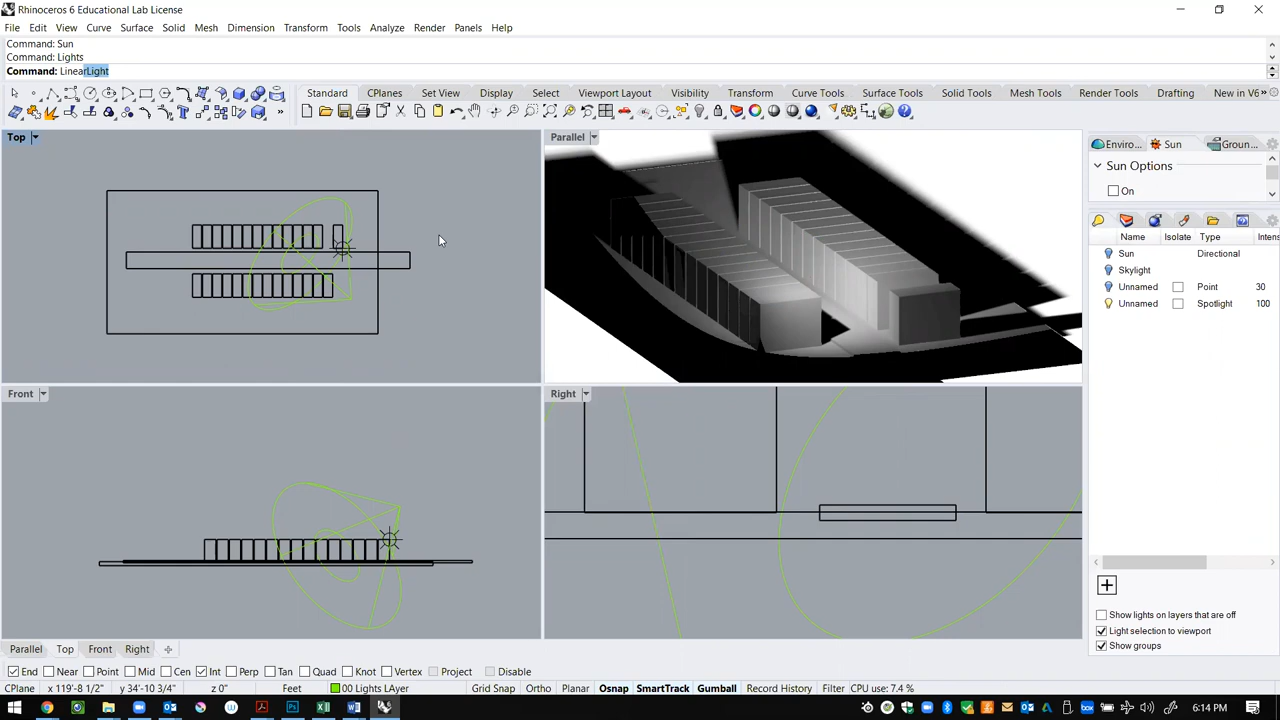 Rhinoceros 6 Educational Lab License
File Edit View Curve Surface Solid Mesh Dimension Transform Tools Analyze Render Panels Help
Command: Sun
Command: Lights
Command: LinearLight
Standard CPlanes Set View Display Select Viewport Layout Visibility Transform Curve Tools Surface Tools Solid Tools Mesh Tools Render Tools Drafting New in V6
Top
Parallel
Enviro... Sun Groun...
Sun Options
On
Name Isolate Type Intens
Sun Directional
Skylight
Unnamed Point 30
Unnamed Spotlight 100
Front
Right
Show lights on layers that are off
Light selection to viewport
Show groups
Parallel Top Front Right
End Near Point Mid Cen Int Perp Tan Quad Knot Vertex Project Disable
CPlane x 119'-8 1/2" y 34'-10 3/4" z 0" Feet 00 Lights LAyer Grid Snap Ortho Planar Osnap SmartTrack Gumball Record History Filter CPU use: 7.4 %
6:14 PM